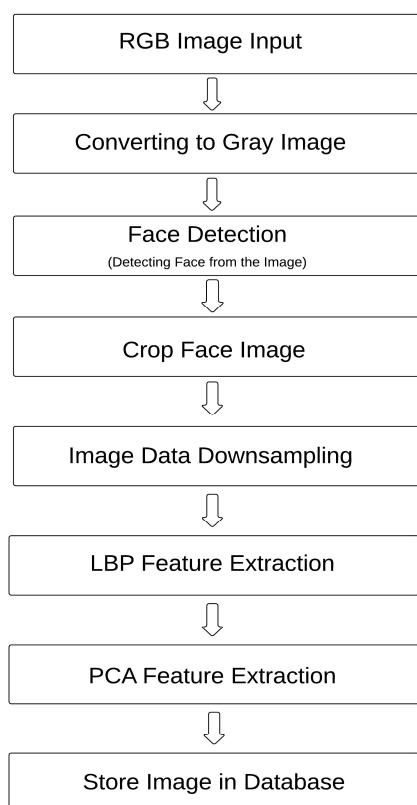 RGB Image Input
Converting to Gray Image
Face Detection
(Detecting Face from the Image)
Crop Face Image
Image Data Downsampling
LBP Feature Extraction
PCA Feature Extraction
Store Image in Database